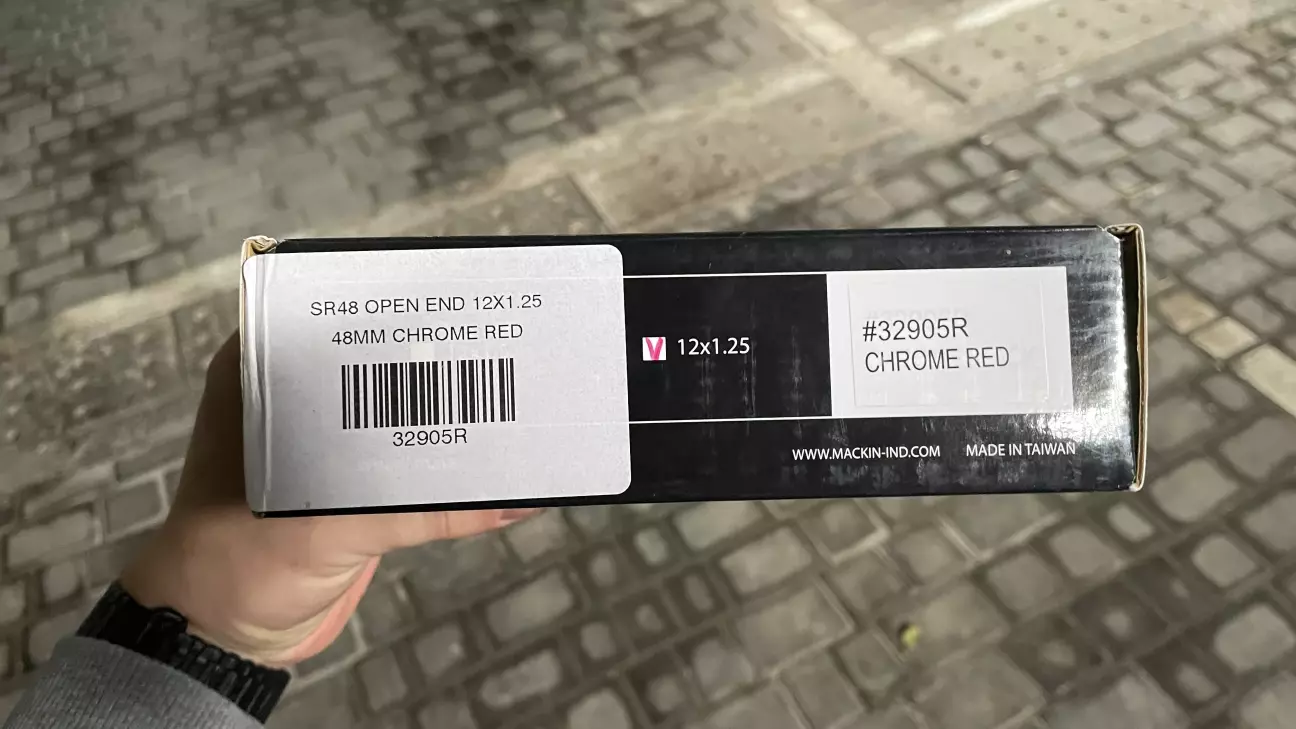 SR48 OPEN END 12X1.25
48MM CHROME RED
32905R
12x1.25
#32905R
CHROME RED
WWW.MACKIN-IND.COM MADE IN TAIWAN